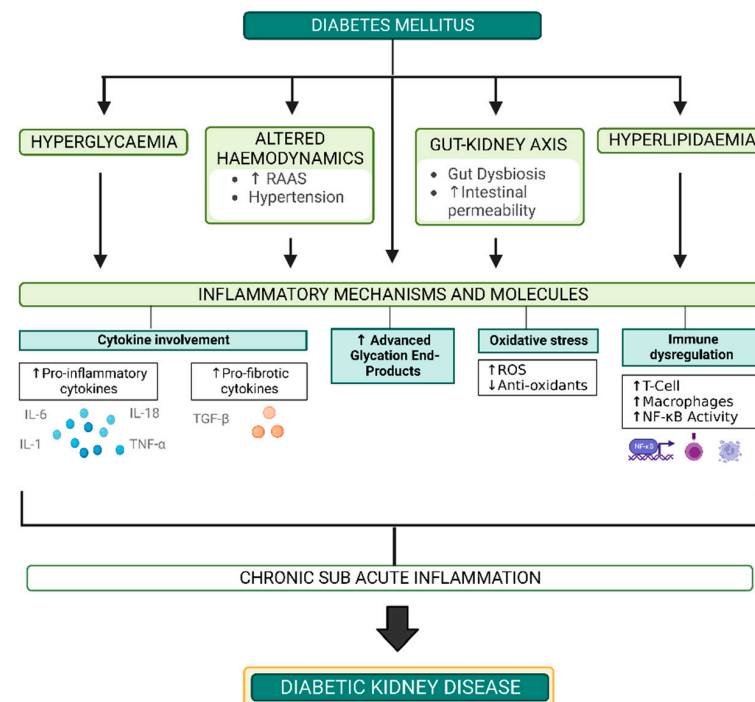 DIABETES MELLITUS
HYPERGLYCAEMIA
ALTERED
HAEMODYNAMICS
• ↑ RAAS
• Hypertension
GUT-KIDNEY AXIS
• Gut Dysbiosis
• ↑Intestinal
permeability
HYPERLIPIDAEMIA
INFLAMMATORY MECHANISMS AND MOLECULES
Cytokine involvement
↑Pro-inflammatory
cytokines
IL-6
IL-18
IL-1
TNF-α
↑Pro-fibrotic
cytokines
TGF-β
↑ Advanced
Glycation End-
Products
Oxidative stress
↑ROS
↓Anti-oxidants
Immune
dysregulation
↑T-Cell
↑Macrophages
↑NF-κB Activity
NF-κB
CHRONIC SUB ACUTE INFLAMMATION
DIABETIC KIDNEY DISEASE